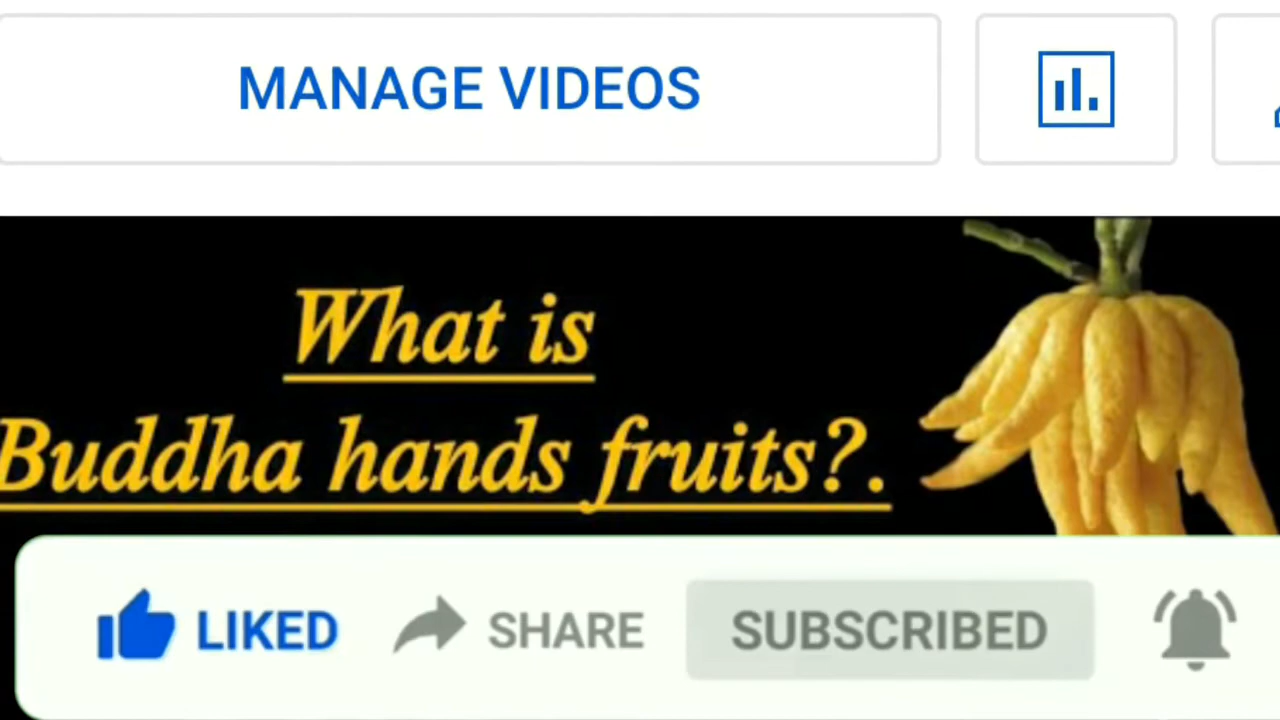 MANAGE VIDEOS
What is
Buddha hands fruits?.
LIKED SHARE SUBSCRIBED